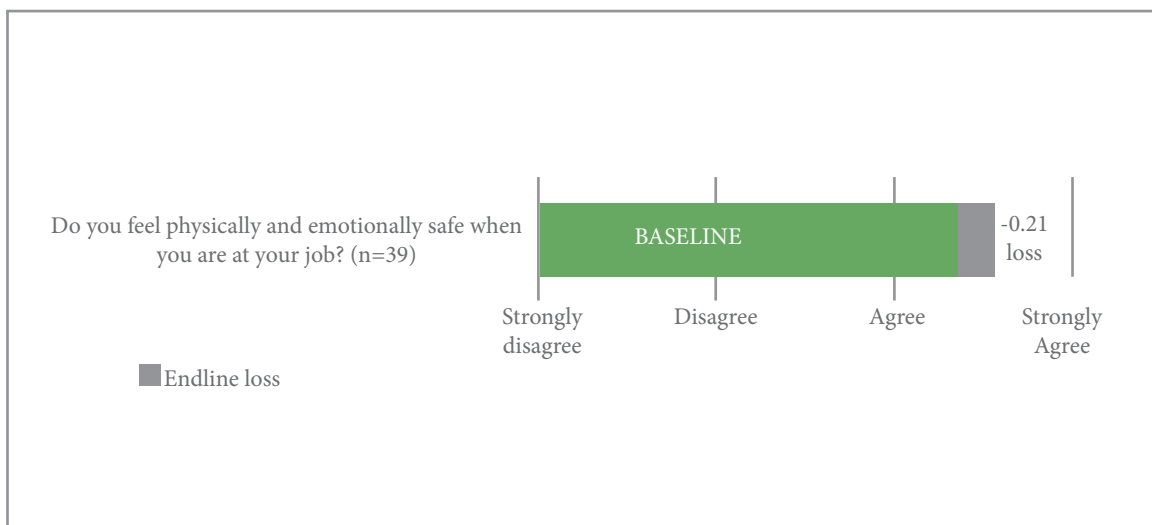 Do you feel physically and emotionally safe when
you are at your job? (n=39)
BASELINE
-0.21
loss
Strongly
disagree
Disagree
Agree
Strongly
Agree
Endline loss